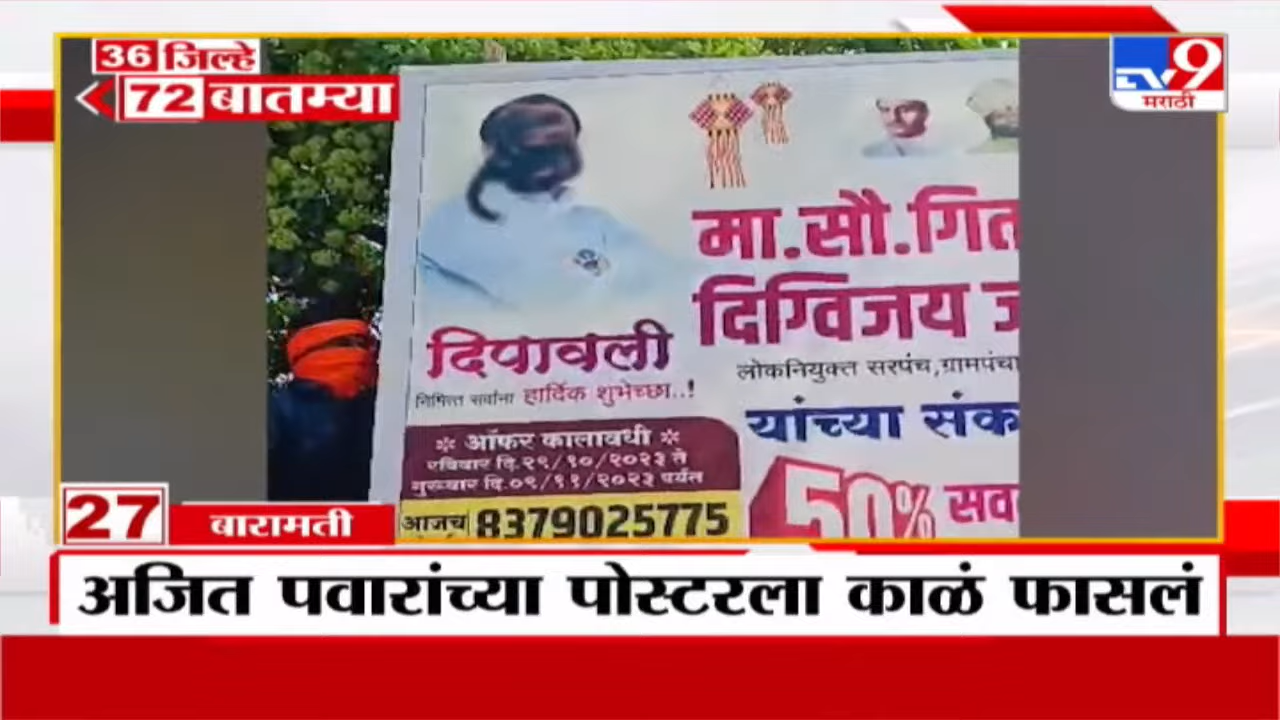 36 जिल्हे
72 बातम्या
TV9
मराठी
मा.सौ.गित
दिग्विजय
लोकनियुक्त सरपंच,ग्रामपंचा
दिपावली
निमित्त सर्वांना हार्दिक शुभेच्छा..!
यांच्या संक
ऑफर कालावधी
रविवार दि.२९/१०/२०२३ ते
गुरुवार दि.०९/११/२०२३ पर्यंत
50% सव
आजच 8379025775
27 बारामती
अजित पवारांच्या पोस्टरला काळं फासलं